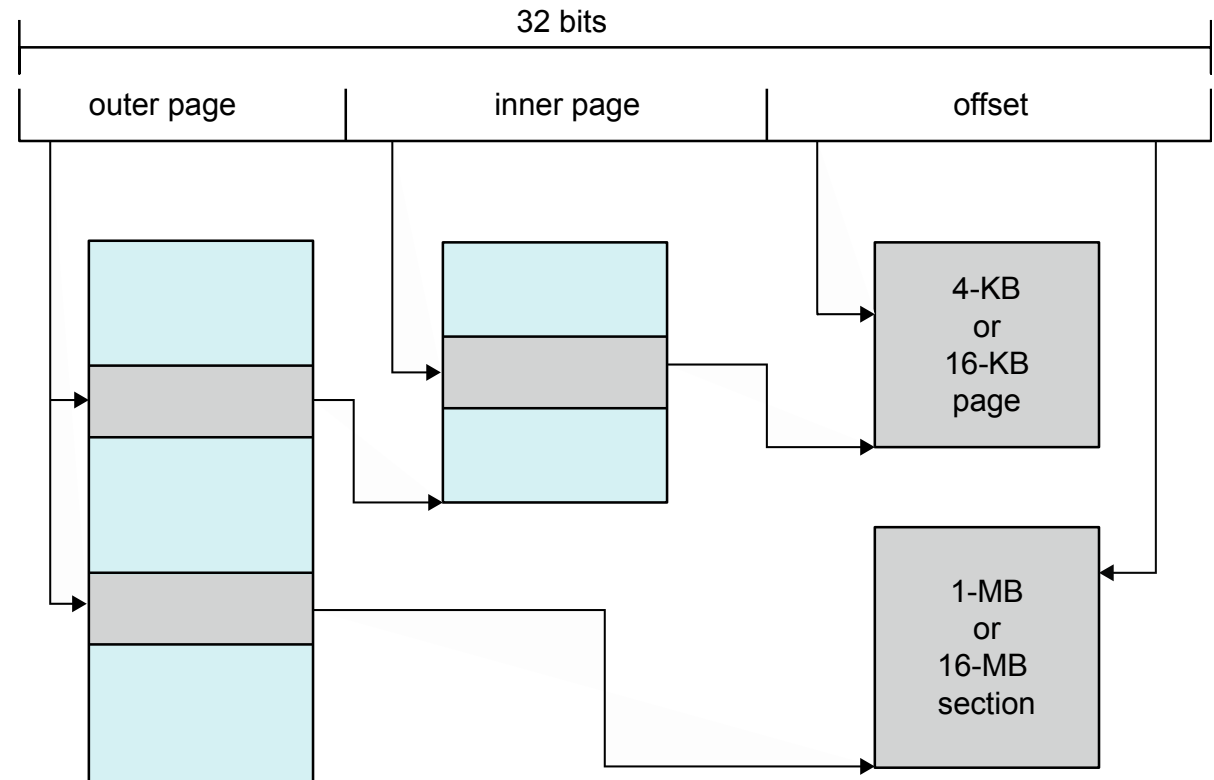 32 bits
outer page
inner page
offset
4-KB
or
16-KB
page
1-MB
or
16-MB
section